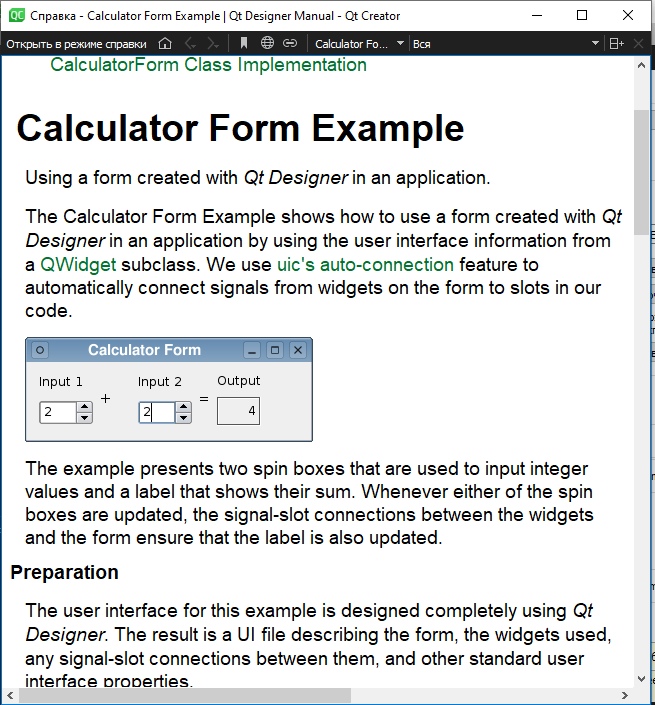 QC Справка - Calculator Form Example | Qt Designer Manual - Qt Creator
Открыть в режиме справки Calculator Fo... Вся
CalculatorForm Class Implementation
Calculator Form Example
Using a form created with Qt Designer in an application.
The Calculator Form Example shows how to use a form created with Qt
Designer in an application by using the user interface information from
a QWidget subclass. We use uic's auto-connection feature to
automatically connect signals from widgets on the form to slots in our
code.
Calculator Form
Input 1 Input 2 Output
2 + 2 = 4
The example presents two spin boxes that are used to input integer
values and a label that shows their sum. Whenever either of the spin
boxes are updated, the signal-slot connections between the widgets
and the form ensure that the label is also updated.
Preparation
The user interface for this example is designed completely using Qt
Designer. The result is a UI file describing the form, the widgets used,
any signal-slot connections between them, and other standard user
interface properties.